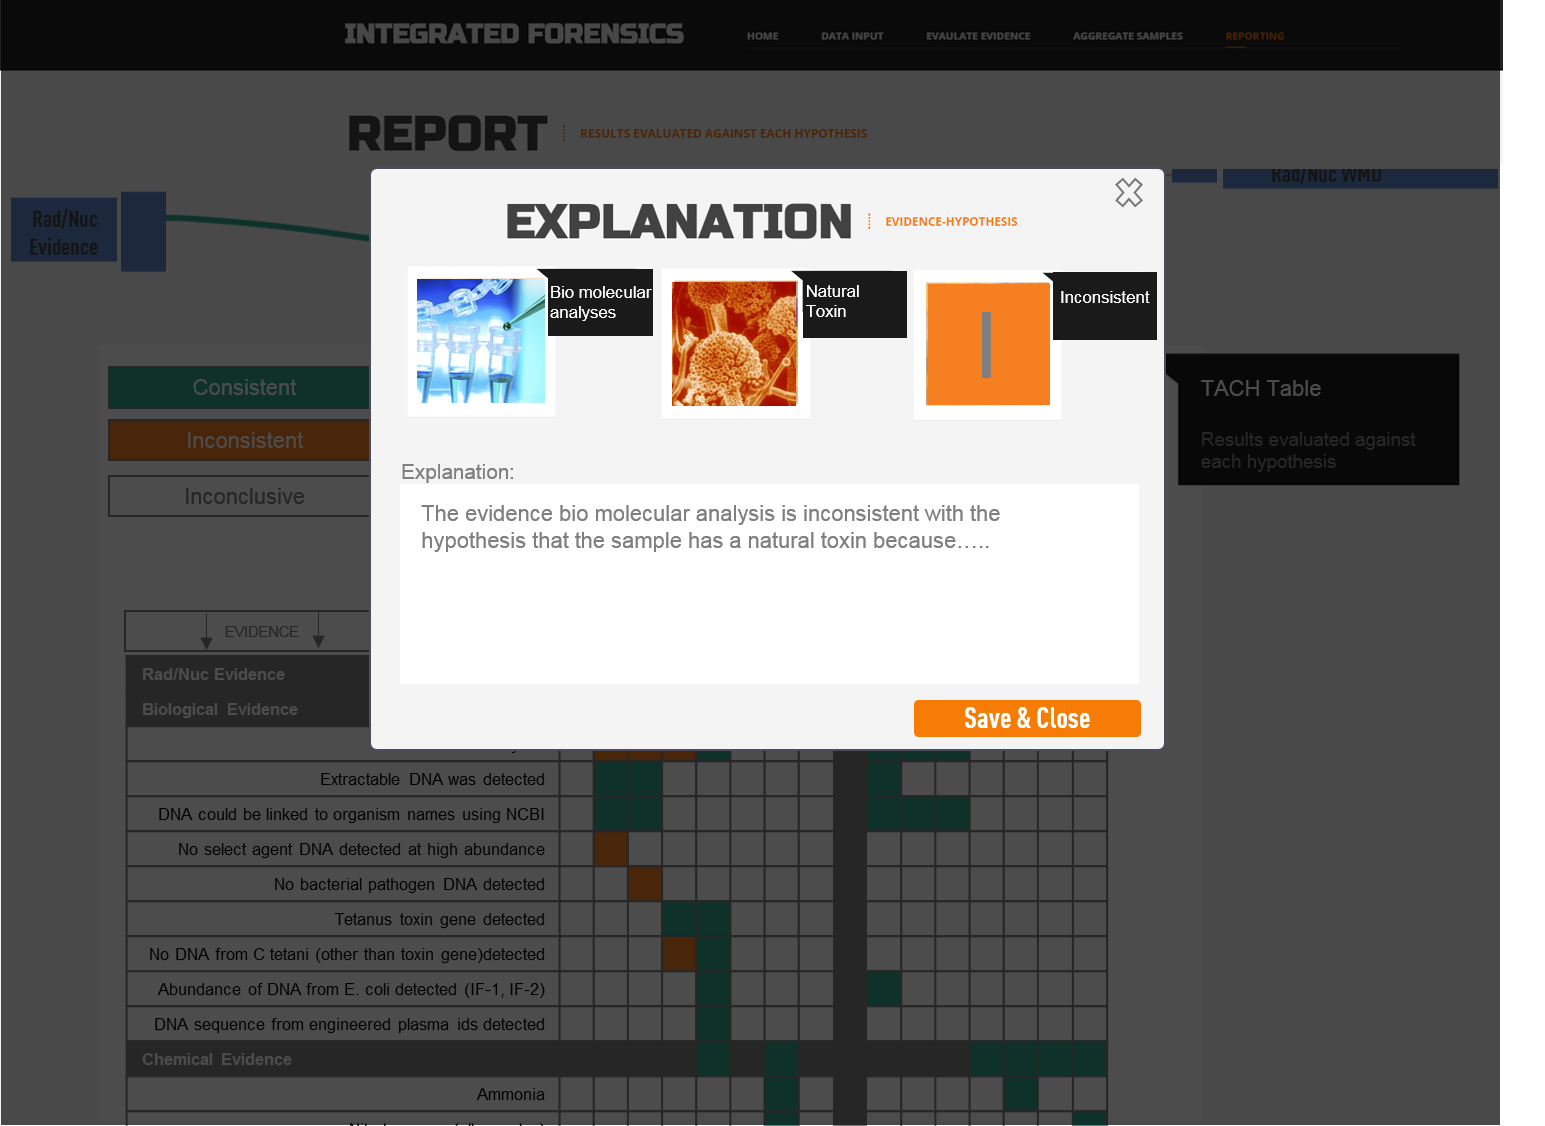 INTEGRATED FORENSICS
HOME DATA INPUT EVAULATE EVIDENCE AGGREGATE SAMPLES REPORTING
REPORT
RESULTS EVALUATED AGAINST EACH HYPOTHESIS
Rad/Nuc WMD
Rad/Nuc
Evidence
EXPLANATION
EVIDENCE-HYPOTHESIS
Bio molecular
analyses
Natural
Toxin
Inconsistent
Consistent
Inconsistent
Inconclusive
TACH Table
Results evaluated against
each hypothesis
Explanation:
The evidence bio molecular analysis is inconsistent with the
hypothesis that the sample has a natural toxin because…..
Save & Close
EVIDENCE
Rad/Nuc Evidence
Biological Evidence
Extractable DNA was detected
DNA could be linked to organism names using NCBI
No select agent DNA detected at high abundance
No bacterial pathogen DNA detected
Tetanus toxin gene detected
No DNA from C tetani (other than toxin gene)detected
Abundance of DNA from E. coli detected (IF-1, IF-2)
DNA sequence from engineered plasma ids detected
Chemical Evidence
Ammonia